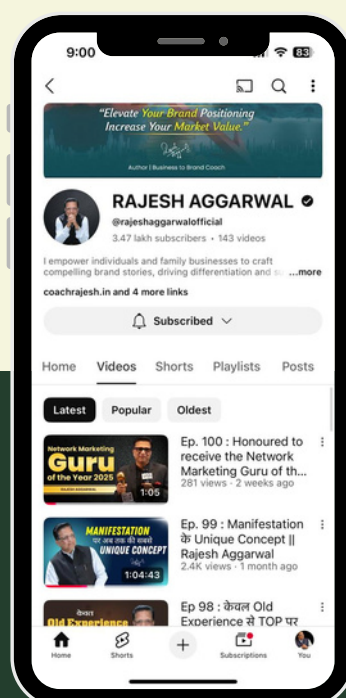 9:00
83
"Elevate Your Brand Positioning
Increase Your Market Value."
Author | Business to Brand Coach
RAJESH AGGARWAL
@rajeshaggarwalofficial
3.47 lakh subscribers • 143 videos
I empower individuals and family businesses to craft
compelling brand stories, driving differentiation and ...more
coachrajesh.in and 4 more links
Subscribed
Home Videos Shorts Playlists Posts
Latest Popular Oldest
Network Marketing
Guru
of the Year 2025
RAJESH AGGARWAL
1:05
Ep. 100 : Honoured to
receive the Network
Marketing Guru of th...
281 views · 2 weeks ago
MANIFESTATION
पर अब तक की सबसे
UNIQUE CONCEPT
1:04:43
Ep. 99 : Manifestation
के Unique Concept ||
Rajesh Aggarwal
2.4K views · 1 month ago
केवल
Old Experience
Ep 98 : केवल Old
Experience से TOP पर
Home Shorts Subscriptions You